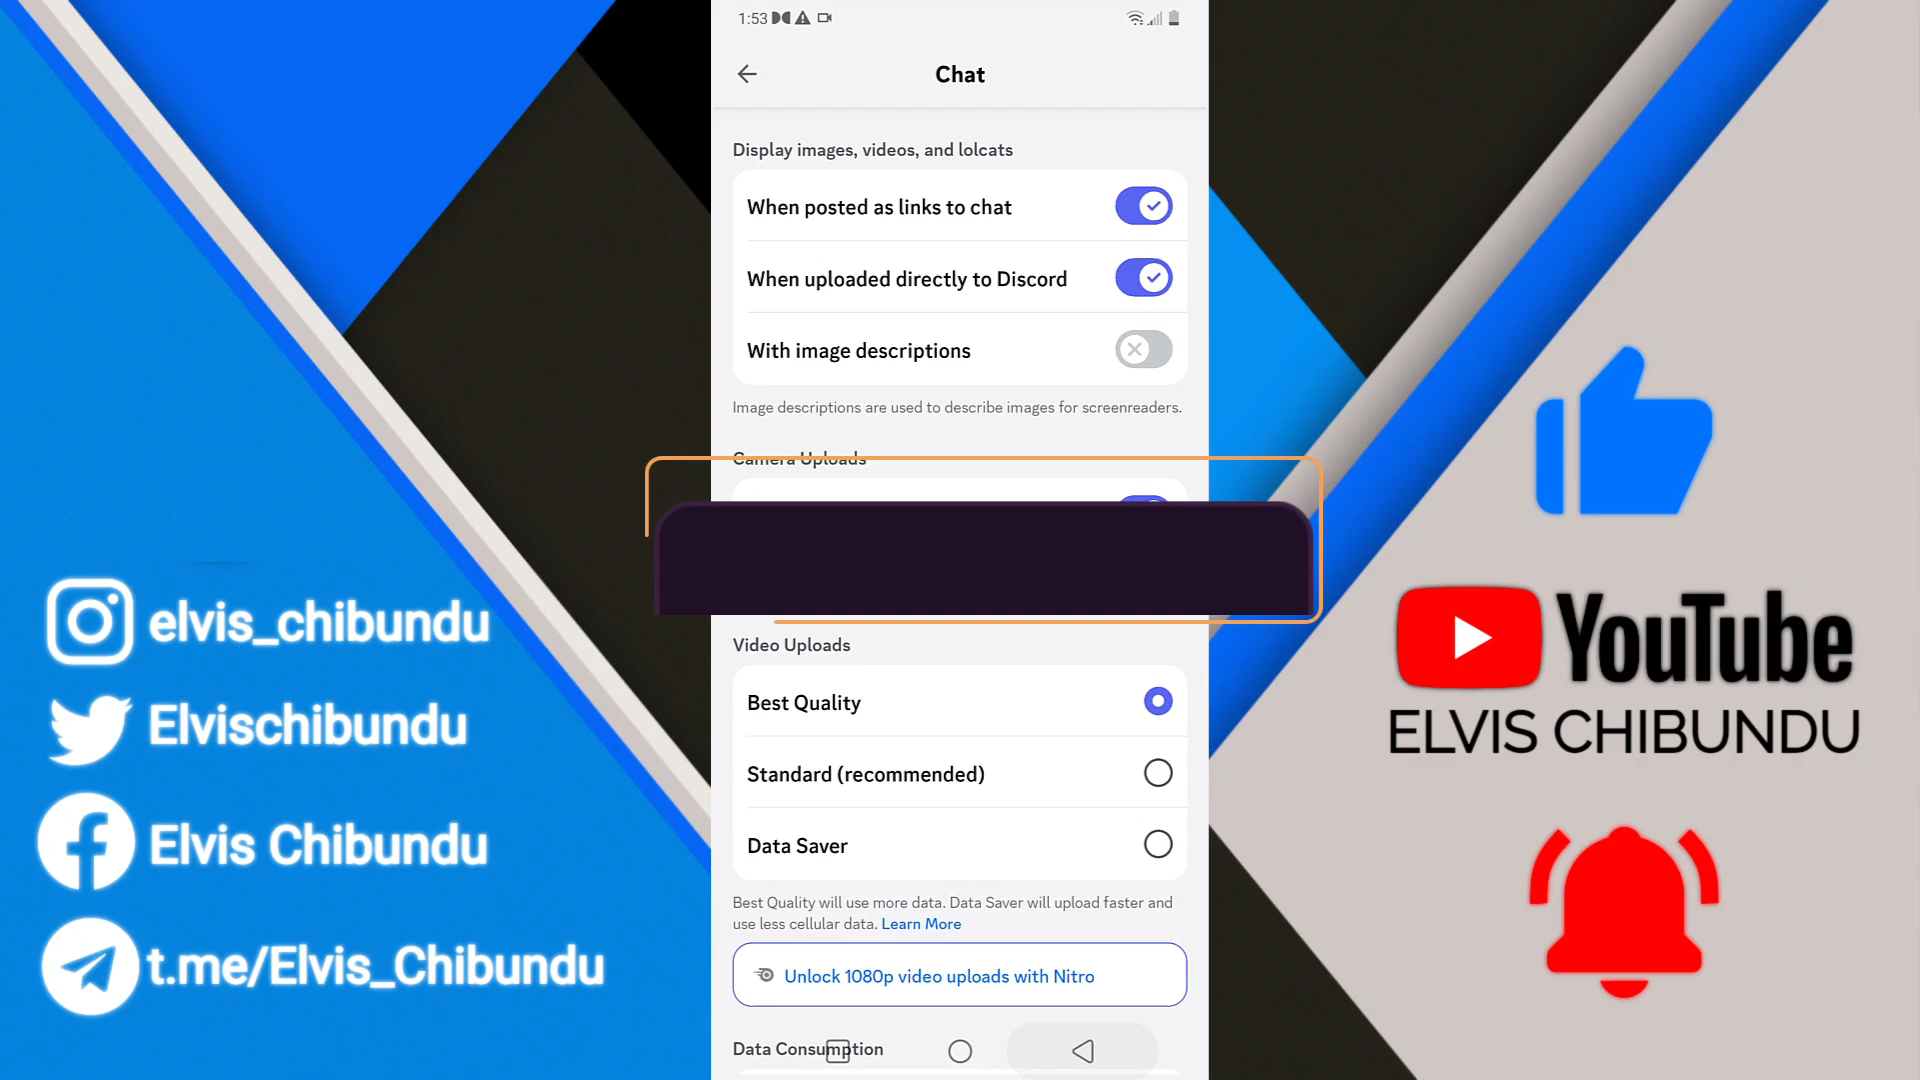 1:53
Chat
Display images, videos, and lolcats
When posted as links to chat
When uploaded directly to Discord
With image descriptions
Image descriptions are used to describe images for screenreaders.
Camera Uploads
Video Uploads
Best Quality
Standard (recommended)
Data Saver
Best Quality will use more data. Data Saver will upload faster and
use less cellular data. Learn More
Unlock 1080p video uploads with Nitro
Data Consumption
elvis_chibundu
Elvischibundu
Elvis Chibundu
t.me/Elvis_Chibundu
YouTube
ELVIS CHIBUNDU